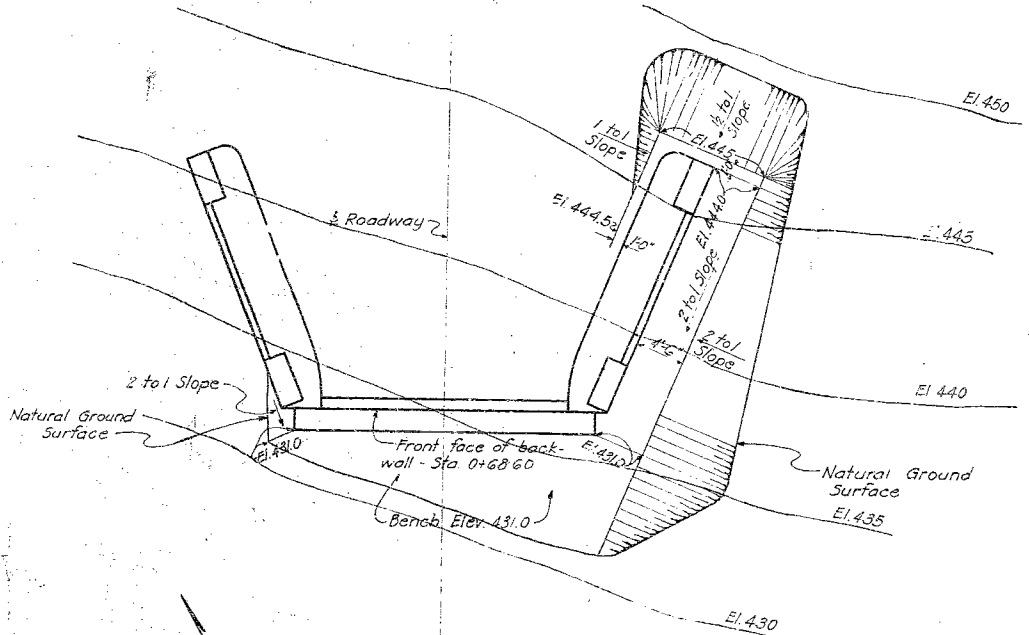 El. 450
1 to 1
Slope
1½ to 1
Slope
El. 445
1'-0"
El. 444.0
El. 444.5±
1'-0"
Roadway
El. 445
2 to 1 Slope
2 to 1
Slope
4'-6"
El 440
2 to 1 Slope
Natural Ground
Surface
El. 431.0
Front face of back-
wall - Sta. 0+68.60
El. 431.0
Natural Ground
Surface
Bench Elev. 431.0
El. 435
El. 430